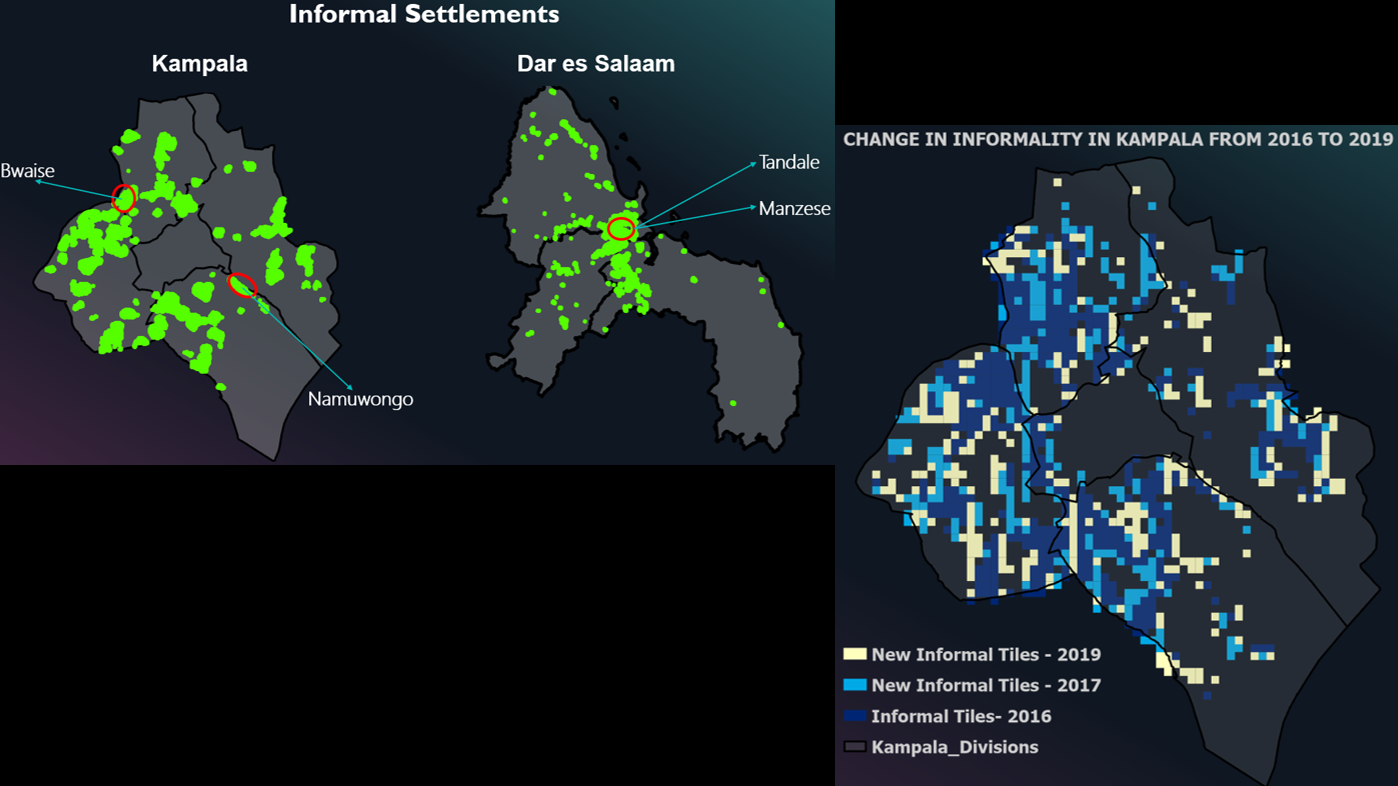 Informal Settlements
Kampala
Dar es Salaam
Bwaise
Tandale
Manzese
Namuwongo
CHANGE IN INFORMALITY IN KAMPALA FROM 2016 TO 2019
New Informal Tiles - 2019
New Informal Tiles - 2017
Informal Tiles- 2016
Kampala_Divisions